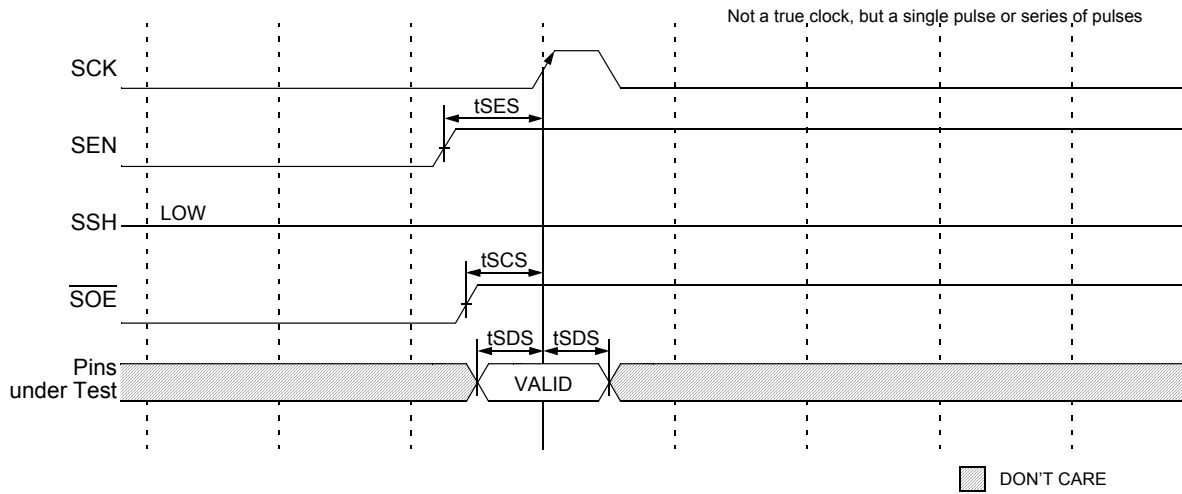 Not a true clock, but a single pulse or series of pulses
SCK
tSES
SEN
LOW
SSH
tSCS
SOE
tSDS tSDS
Pins
under Test
VALID
DON'T CARE